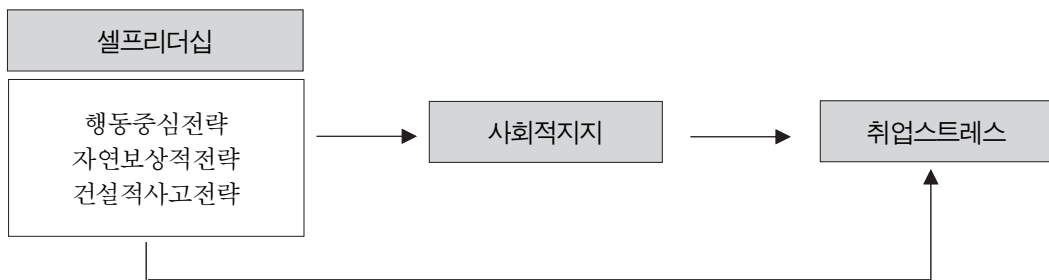 셀프리더십
행동중심전략
자연보상적전략
건설적사고전략
사회적지지
취업스트레스